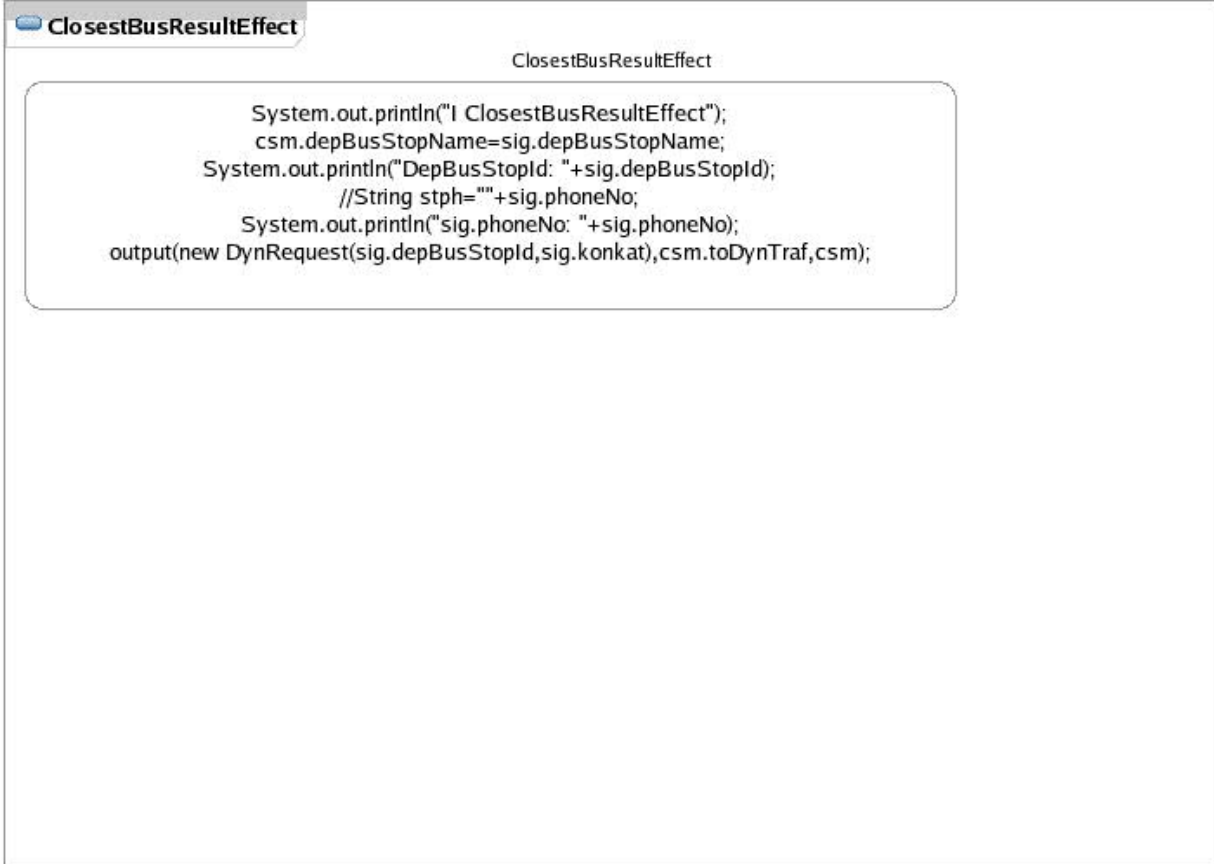 ClosestBusResultEffect
ClosestBusResultEffect
System.out.println("I ClosestBusResultEffect");
csm.depBusStopName=sig.depBusStopName;
System.out.println("DepBusStopId: "+sig.depBusStopId);
//String stph=""+sig.phoneNo;
System.out.println("sig.phoneNo: "+sig.phoneNo);
output(new DynRequest(sig.depBusStopId,sig.konkat),csm.toDynTraf,csm);